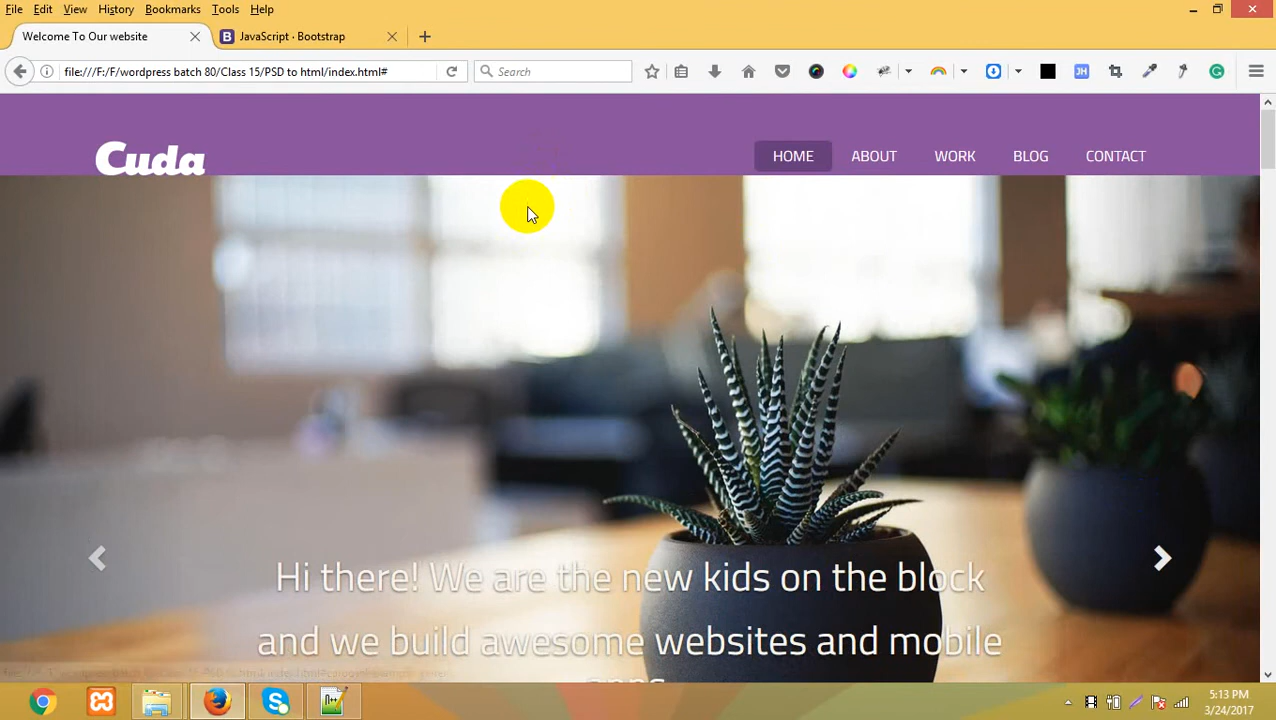 File Edit View History Bookmarks Tools Help
Welcome To Our website
B JavaScript · Bootstrap
file:///F:/F/wordpress batch 80/Class 15/PSD to html/index.html#
Search
JH
Cuda
HOME ABOUT WORK BLOG CONTACT
Hi there! We are the new kids on the block
and we build awesome websites and mobile
apps.
5:13 PM
3/24/2017